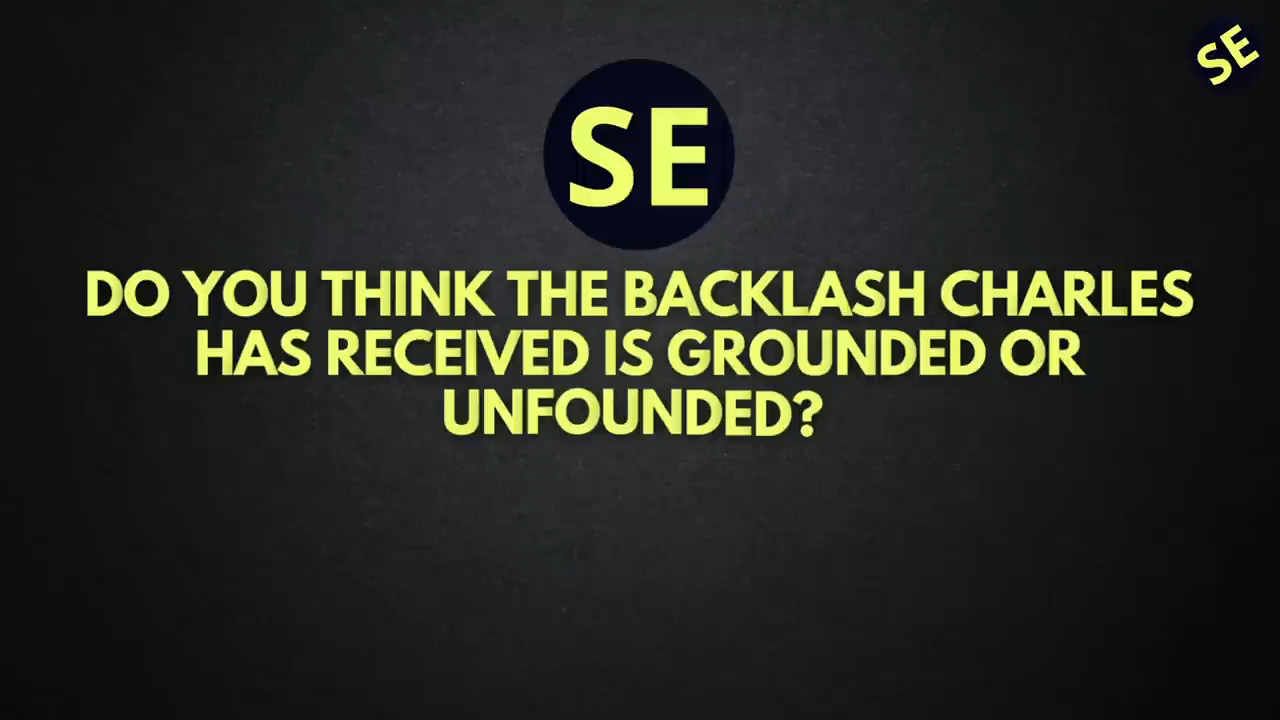 SE
SE
DO YOU THINK THE BACKLASH CHARLES
HAS RECEIVED IS GROUNDED OR
UNFOUNDED?